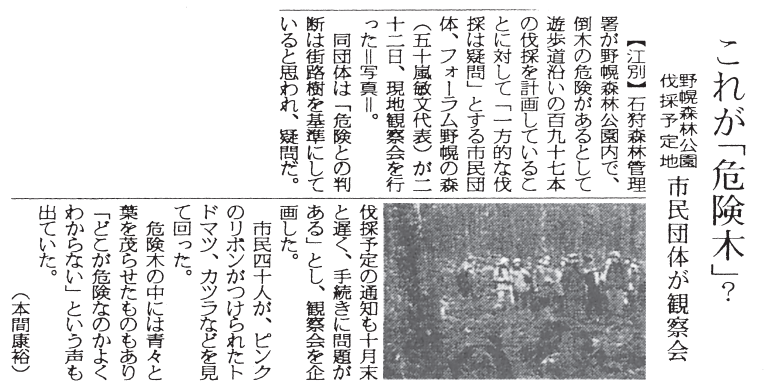 これが「危険木」?
野幌森林公園
伐採予定地
市民団体が観察会
【江別】石狩森林管理
署が野幌森林公園内で、
倒木の危険があるとして
遊歩道沿いの百九十七本
の伐採を計画しているこ
とに対して「一方的な伐
採は疑問」とする市民団
体、フォーラム野幌の森
(五十嵐敏文代表)が二
十二日、現地観察会を行
った=写真=。
同団体は「危険との判
断は街路樹を基準にして
いると思われ、疑問だ。
伐採予定の通知も十月末
と遅く、手続きに問題が
ある」とし、観察会を企
画した。
市民四十人が、ピンク
のリボンがつけられたト
ドマツ、カツラなどを見
て回った。
危険木の中には青々と
葉を茂らせたものもあり
「どこが危険なのかよく
わからない」という声も
出ていた。
(本間康裕)